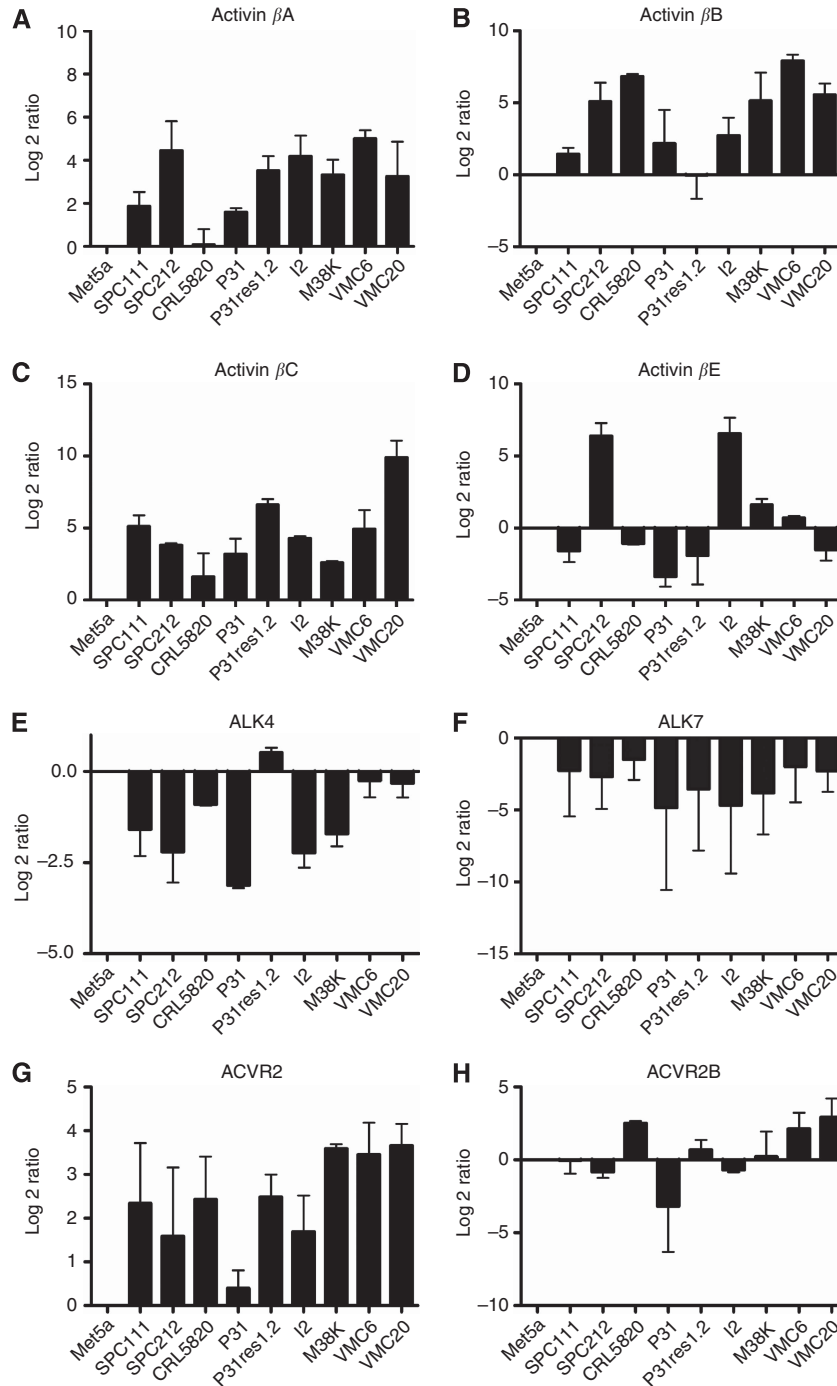 A Activin βA
Log 2 ratio
10
8
6
4
2
0
Met5a SPC111 SPC212 CRL5820 P31 P31res1.2 I2 M38K VMC6 VMC20
B Activin βB
Log 2 ratio
10
5
0
−5
Met5a SPC111 SPC212 CRL5820 P31 P31res1.2 I2 M38K VMC6 VMC20
C Activin βC
Log 2 ratio
15
10
5
0
Met5a SPC111 SPC212 CRL5820 P31 P31res1.2 I2 M38K VMC6 VMC20
D Activin βE
Log 2 ratio
10
5
0
−5
Met5a SPC111 SPC212 CRL5820 P31 P31res1.2 I2 M38K VMC6 VMC20
E ALK4
Log 2 ratio
0.0
−2.5
−5.0
Met5a SPC111 SPC212 CRL5820 P31 P31res1.2 I2 M38K VMC6 VMC20
F ALK7
Log 2 ratio
0
−5
−10
−15
Met5a SPC111 SPC212 CRL5820 P31 P31res1.2 I2 M38K VMC6 VMC20
G ACVR2
Log 2 ratio
5
4
3
2
1
0
Met5a SPC111 SPC212 CRL5820 P31 P31res1.2 I2 M38K VMC6 VMC20
H ACVR2B
Log 2 ratio
5
0
−5
−10
Met5a SPC111 SPC212 CRL5820 P31 P31res1.2 I2 M38K VMC6 VMC20